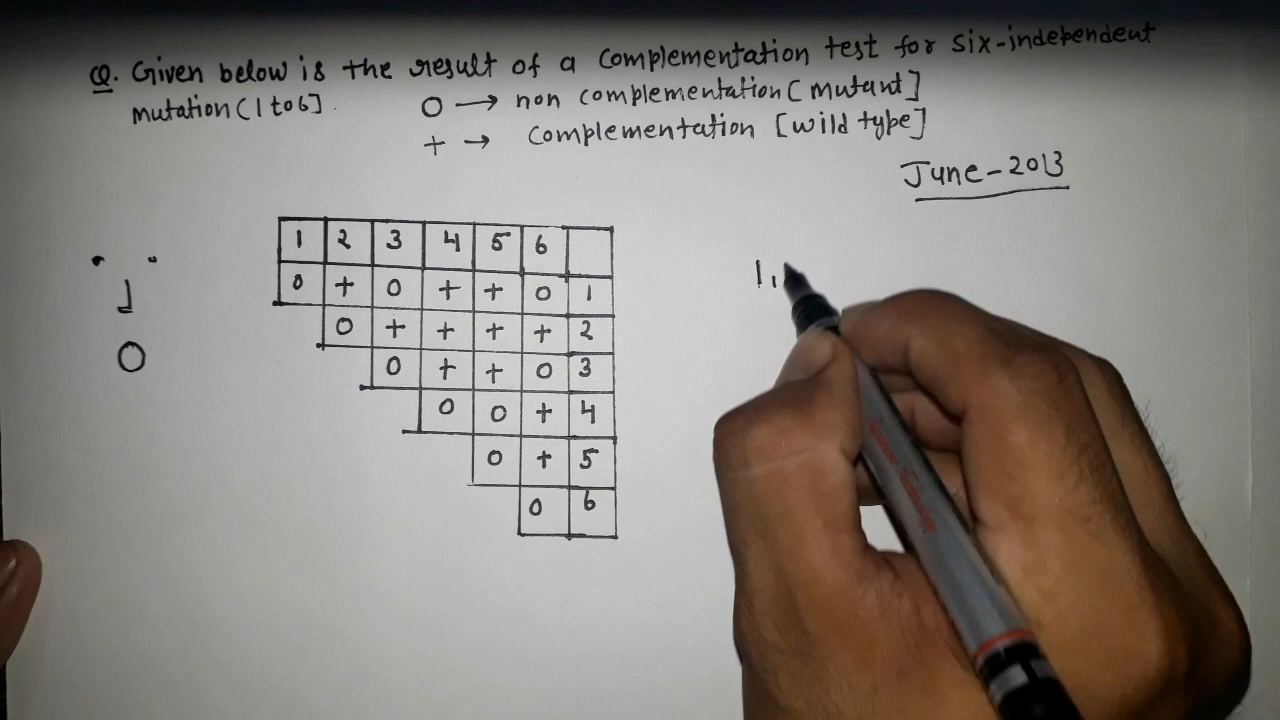 Q. Given below is the result of a complementation test for six-independent
mutation (1 to 6].
O → non complementation [mutant]
+ → complementation [wild type]
June-2013
1 2 3 4 5 6
0 + 0 + + 0 1
0 + + + + 2
0 + + 0 3
0 0 + 4
0 + 5
0 6
1
0
1,